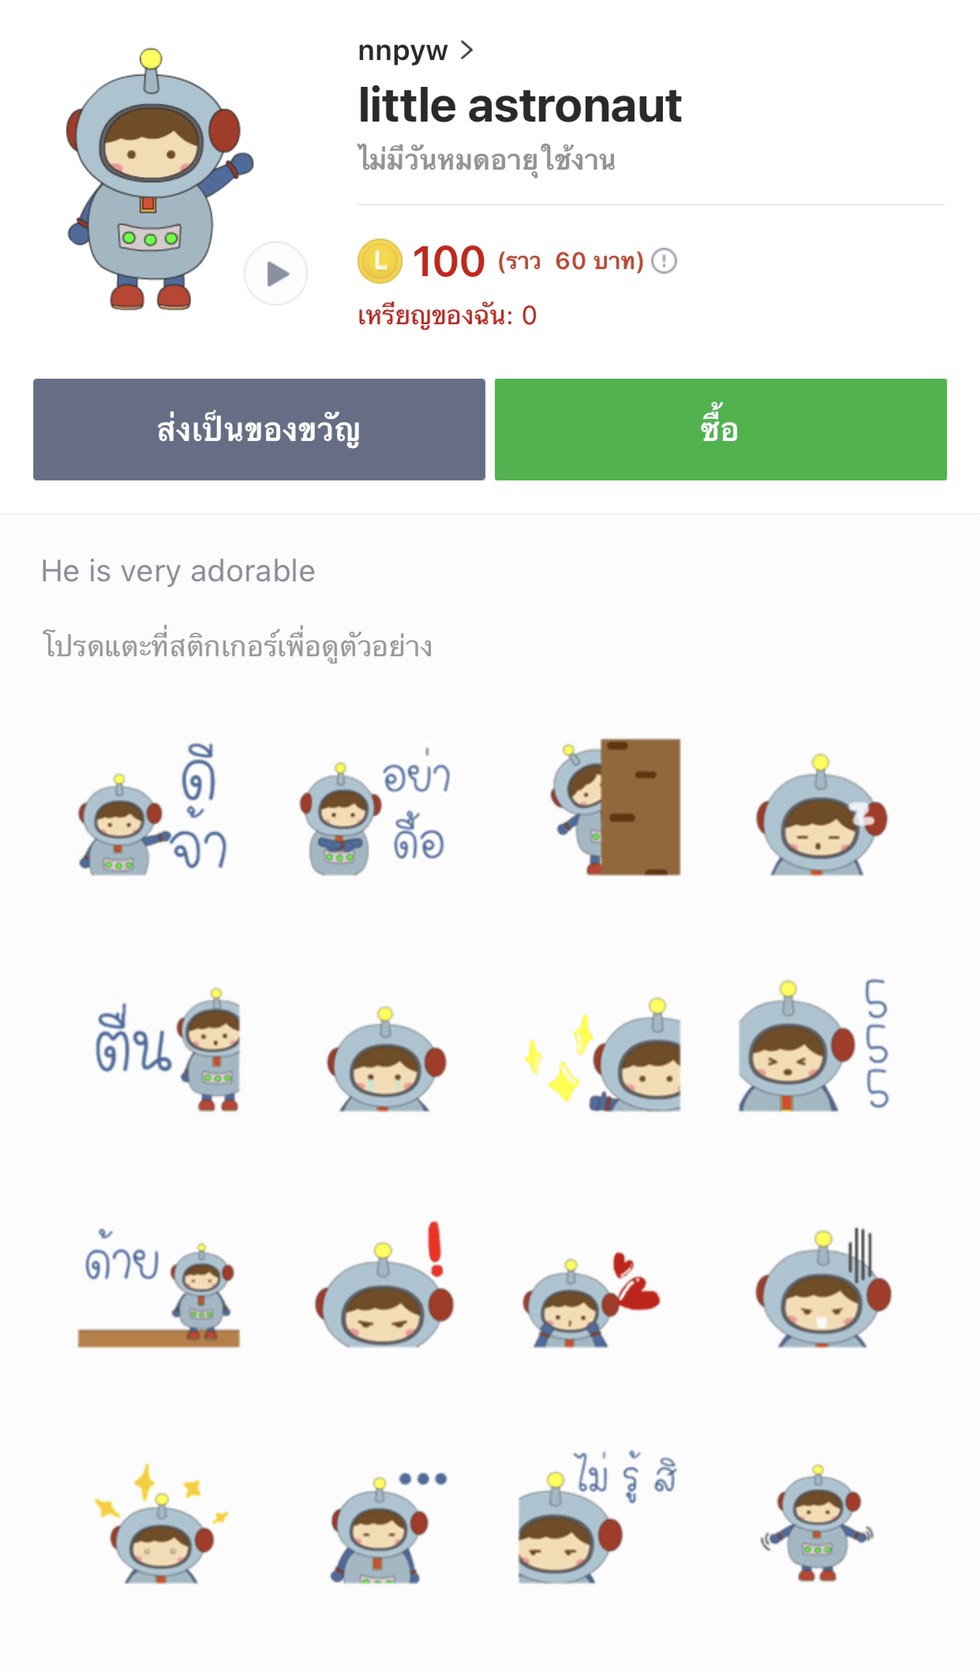 nnpyw
little astronaut
ไม่มีวันหมดอายุใช้งาน
L 100 (ราว 60 บาท)
เหรียญของฉัน: 0
ส่งเป็นของขวัญ
ซื้อ
He is very adorable
โปรดแตะที่สติกเกอร์เพื่อดูตัวอย่าง
ดี
จ้า
อย่า
ดื้อ
z
ตื่น
5
5
5
ด้าย
!
...
ไม่ รู้ สิ